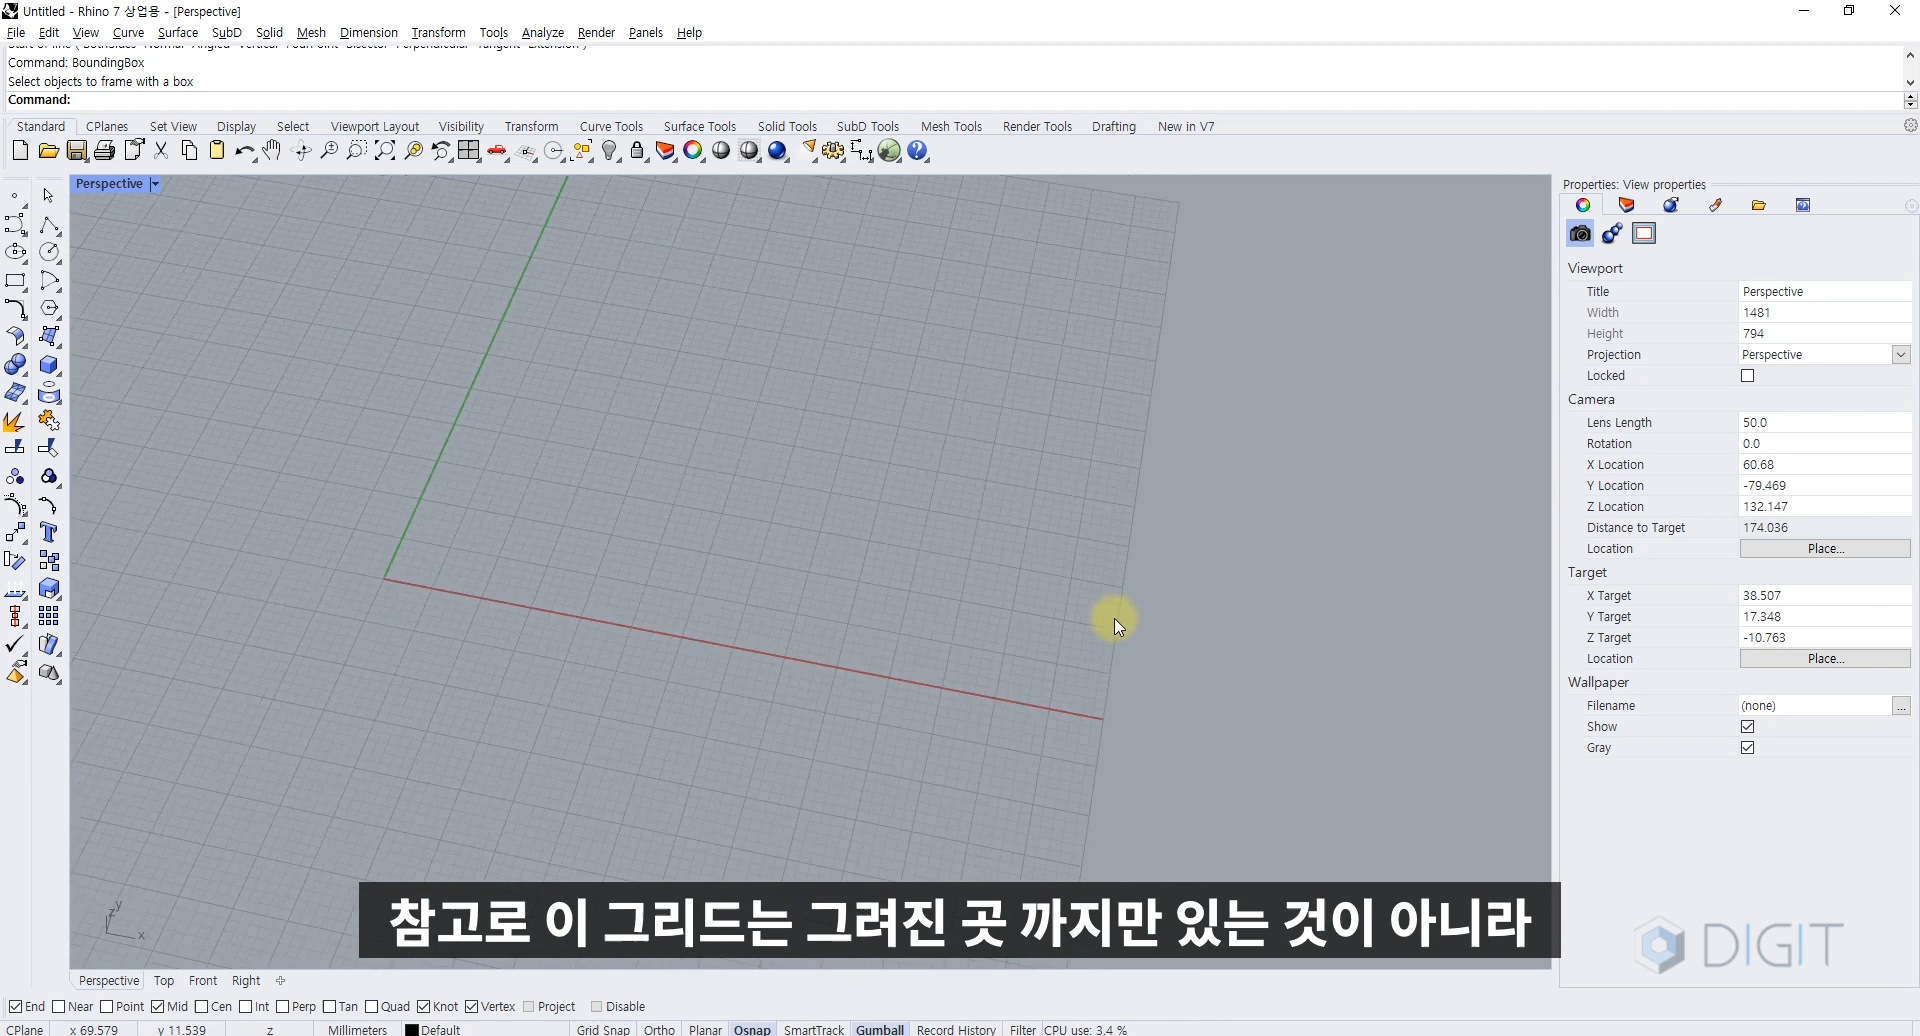 Untitled - Rhino 7 상업용 - [Perspective]
File Edit View Curve Surface SubD Solid Mesh Dimension Transform Tools Analyze Render Panels Help
Command: BoundingBox
Select objects to frame with a box
Command:
Standard CPlanes Set View Display Select Viewport Layout Visibility Transform Curve Tools Surface Tools Solid Tools SubD Tools Mesh Tools Render Tools Drafting New in V7
Perspective
Properties: View properties
Viewport
Title Perspective
Width 1481
Height 794
Projection Perspective
Locked
Camera
Lens Length 50.0
Rotation 0.0
X Location 60.68
Y Location -79.469
Z Location 132.147
Distance to Target 174.036
Location Place...
Target
X Target 38.507
Y Target 17.348
Z Target -10.763
Location Place...
Wallpaper
Filename (none) ...
Show
Gray
z y x
참고로 이 그리드는 그려진 곳 까지만 있는 것이 아니라
DIGIT
Perspective Top Front Right
End Near Point Mid Cen Int Perp Tan Quad Knot Vertex Project Disable
CPlane x 69.579 y 11.539 z Millimeters Default Grid Snap Ortho Planar Osnap SmartTrack Gumball Record History Filter CPU use: 3.4 %